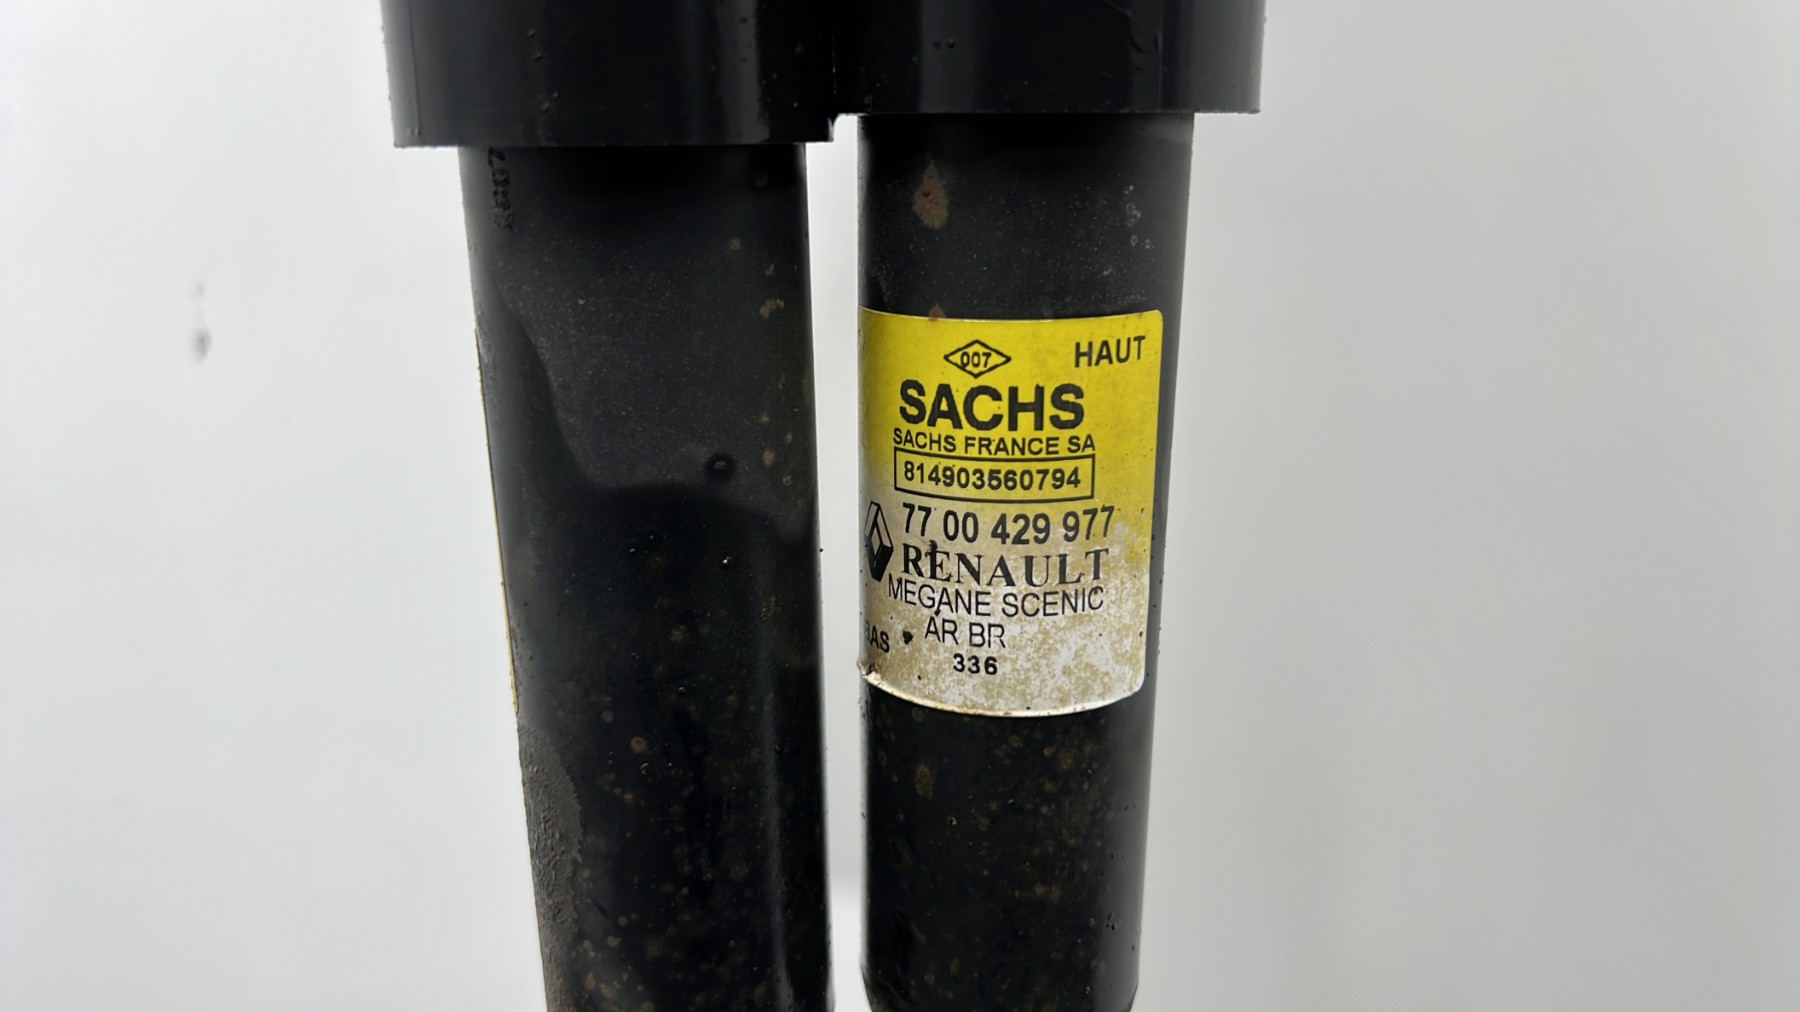 007
HAUT
SACHS
SACHS FRANCE SA
814903560794
77 00 429 977
RENAULT
MEGANE SCENIC
AR BR
BAS
336